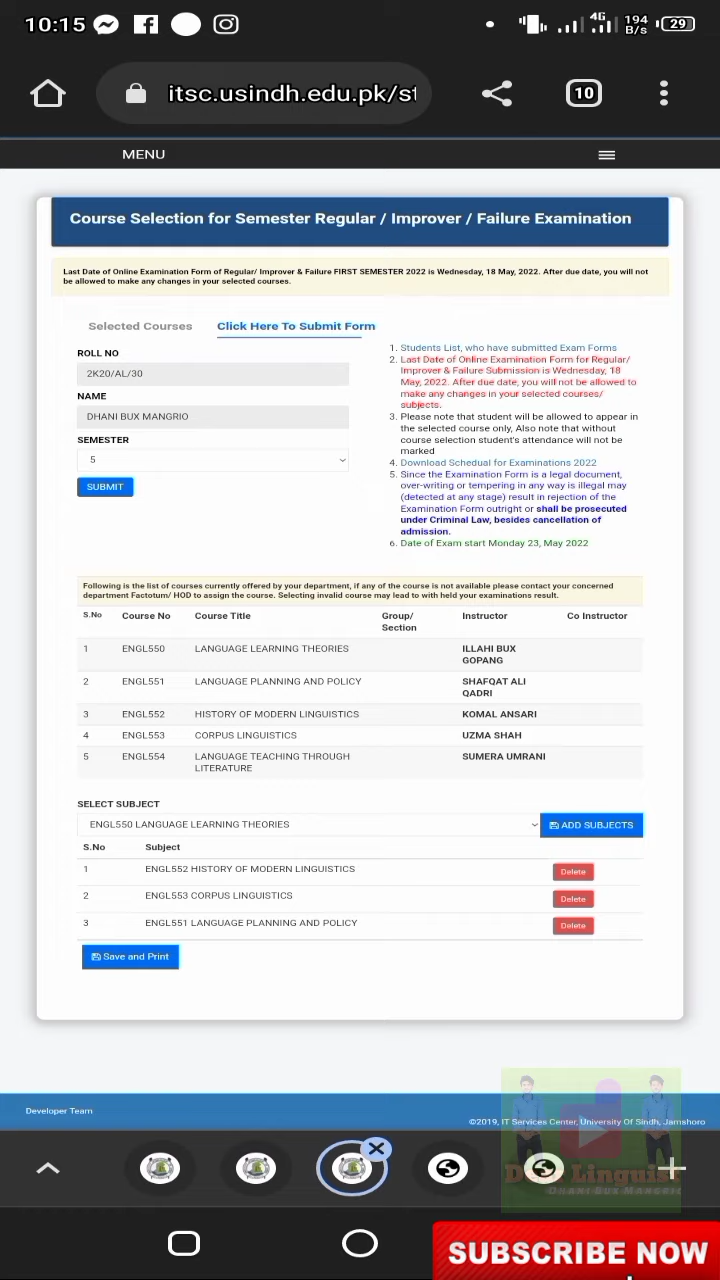 10:15
4G
194
B/s
29
itsc.usindh.edu.pk/st
10
MENU
Course Selection for Semester Regular / Improver / Failure Examination
Last Date of Online Examination Form of Regular/ Improver & Failure FIRST SEMESTER 2022 is Wednesday, 18 May, 2022. After due date, you will not
be allowed to make any changes in your selected courses.
Selected Courses
Click Here To Submit Form
ROLL NO
2K20/AL/30
NAME
DHANI BUX MANGRIO
SEMESTER
5
SUBMIT
1. Students List, who have submitted Exam Forms
2. Last Date of Online Examination Form for Regular/
Improver & Failure Submission is Wednesday, 18
May, 2022. After due date, you will not be allowed to
make any changes in your selected courses/
subjects.
3. Please note that student will be allowed to appear in
the selected course only, Also note that without
course selection student's attendance will not be
marked
4. Download Schedual for Examinations 2022
5. Since the Examination Form is a legal document,
over-writing or tempering in any way is illegal may
(detected at any stage) result in rejection of the
Examination Form outright or shall be prosecuted
under Criminal Law, besides cancellation of
admission.
6. Date of Exam start Monday 23, May 2022
Following is the list of courses currently offered by your department, if any of the course is not available please contact your concerned
department Factotum/ HOD to assign the course. Selecting invalid course may lead to with held your examinations result.
S.No Course No Course Title Group/ Section Instructor Co Instructor
1 ENGL550 LANGUAGE LEARNING THEORIES ILLAHI BUX GOPANG
2 ENGL551 LANGUAGE PLANNING AND POLICY SHAFQAT ALI QADRI
3 ENGL552 HISTORY OF MODERN LINGUISTICS KOMAL ANSARI
4 ENGL553 CORPUS LINGUISTICS UZMA SHAH
5 ENGL554 LANGUAGE TEACHING THROUGH LITERATURE SUMERA UMRANI
SELECT SUBJECT
ENGL550 LANGUAGE LEARNING THEORIES
ADD SUBJECTS
S.No Subject
1 ENGL552 HISTORY OF MODERN LINGUISTICS Delete
2 ENGL553 CORPUS LINGUISTICS Delete
3 ENGL551 LANGUAGE PLANNING AND POLICY Delete
Save and Print
Developer Team
©2019, IT Services Center, University Of Sindh, Jamshoro
Linguist
DHANI BUX MANGRIO
SUBSCRIBE NOW